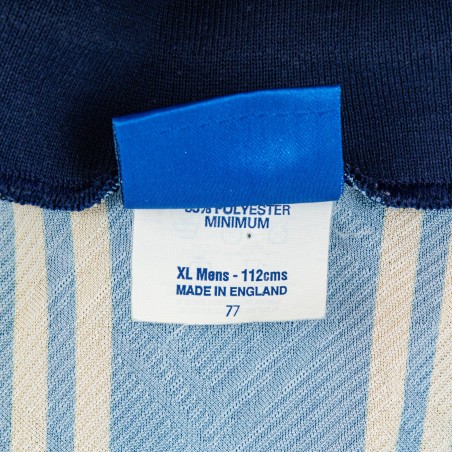 POLYESTER
MINIMUM
XL Mens - 112cms
MADE IN ENGLAND
77